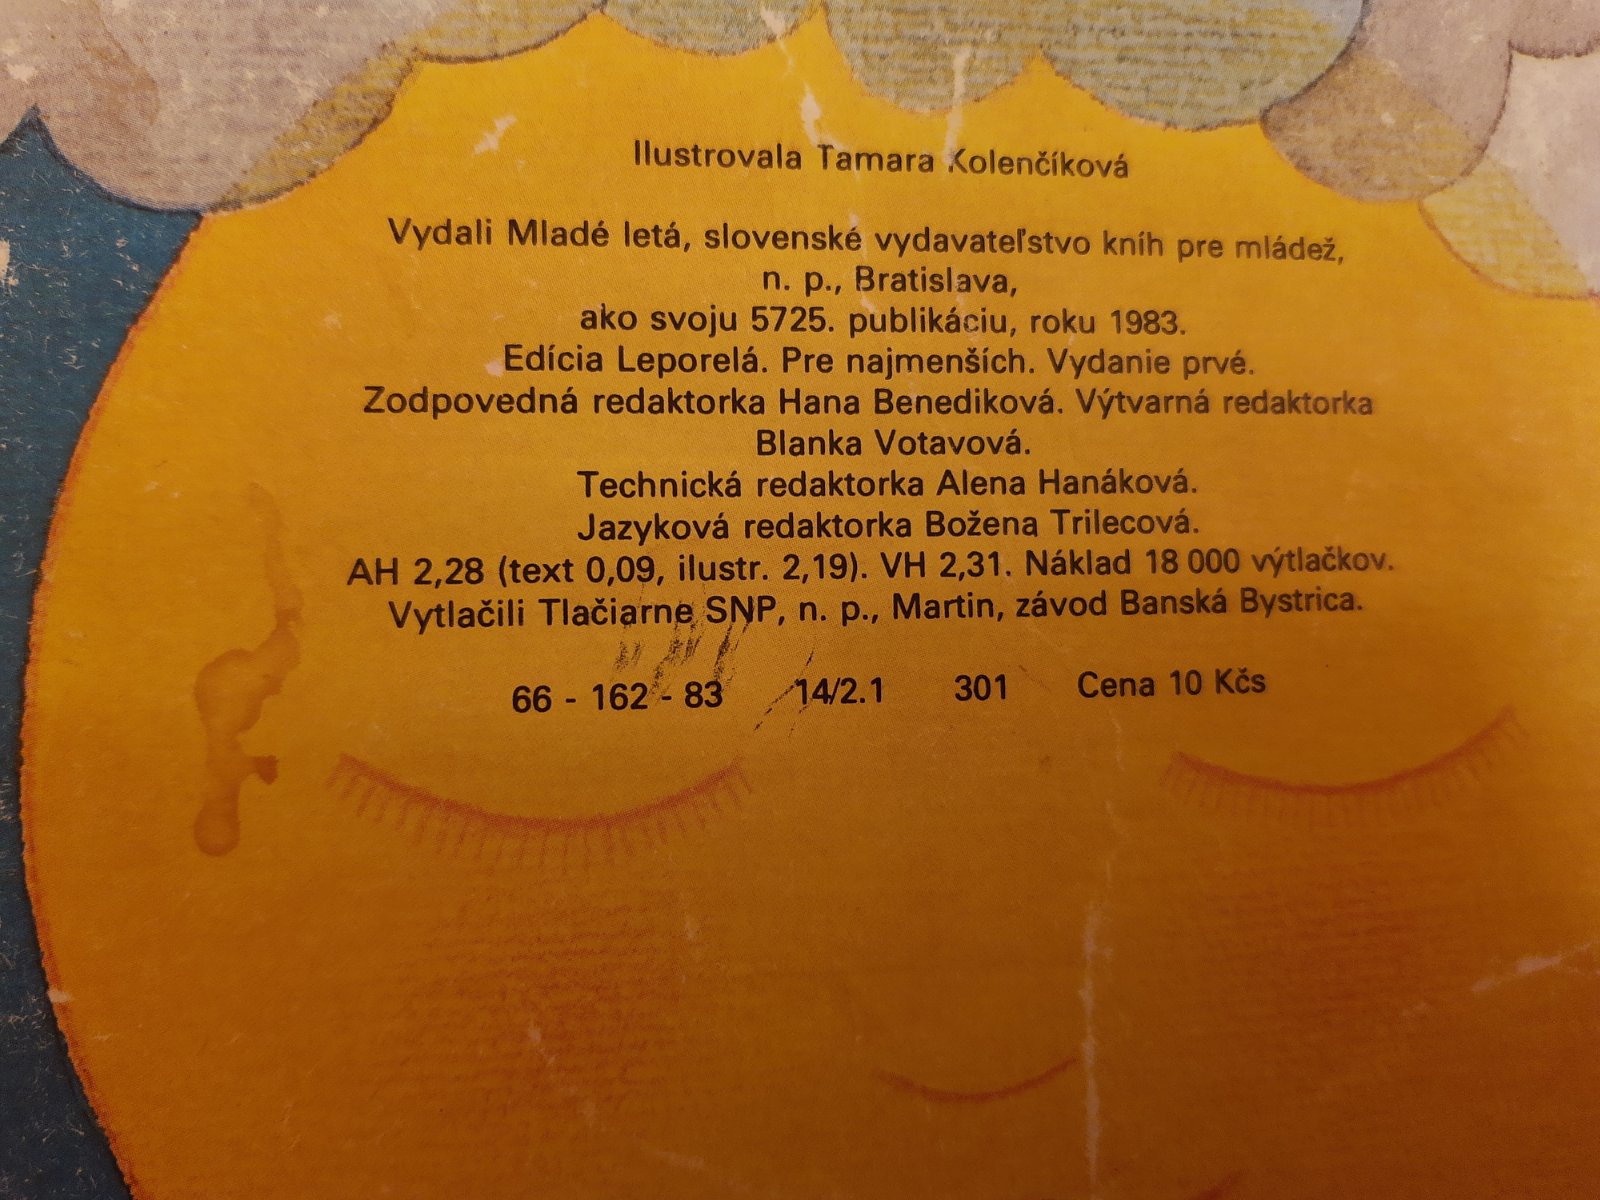 Ilustrovala Tamara Kolenčíková
Vydali Mladé letá, slovenské vydavateľstvo kníh pre mládež,
n. p., Bratislava,
ako svoju 5725. publikáciu, roku 1983.
Edícia Leporelá. Pre najmenších. Vydanie prvé.
Zodpovedná redaktorka Hana Benediková. Výtvarná redaktorka
Blanka Votavová.
Technická redaktorka Alena Hanáková.
Jazyková redaktorka Božena Trilecová.
AH 2,28 (text 0,09, ilustr. 2,19). VH 2,31. Náklad 18 000 výtlačkov.
Vytlačili Tlačiarne SNP, n. p., Martin, závod Banská Bystrica.
66 - 162 - 83 14/2.1 301 Cena 10 Kčs